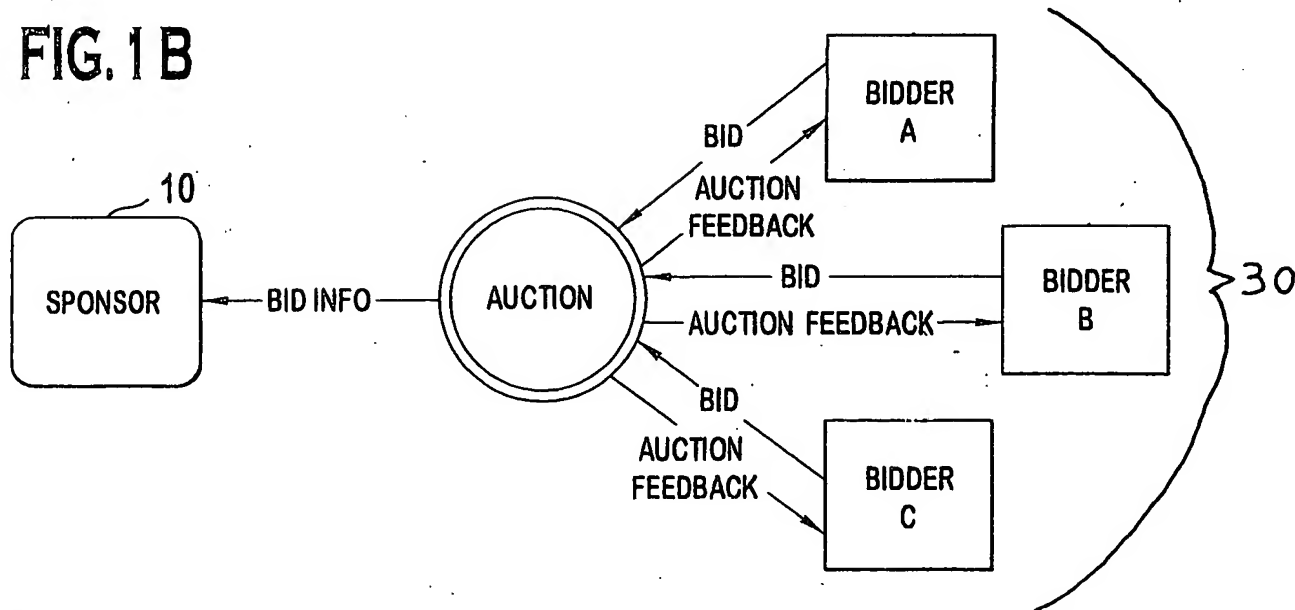 FIG. 1B
10
SPONSOR
BID INFO
AUCTION
BID
AUCTION
FEEDBACK
BIDDER
A
BID
AUCTION FEEDBACK
BIDDER
B
BID
AUCTION
FEEDBACK
BIDDER
C
30